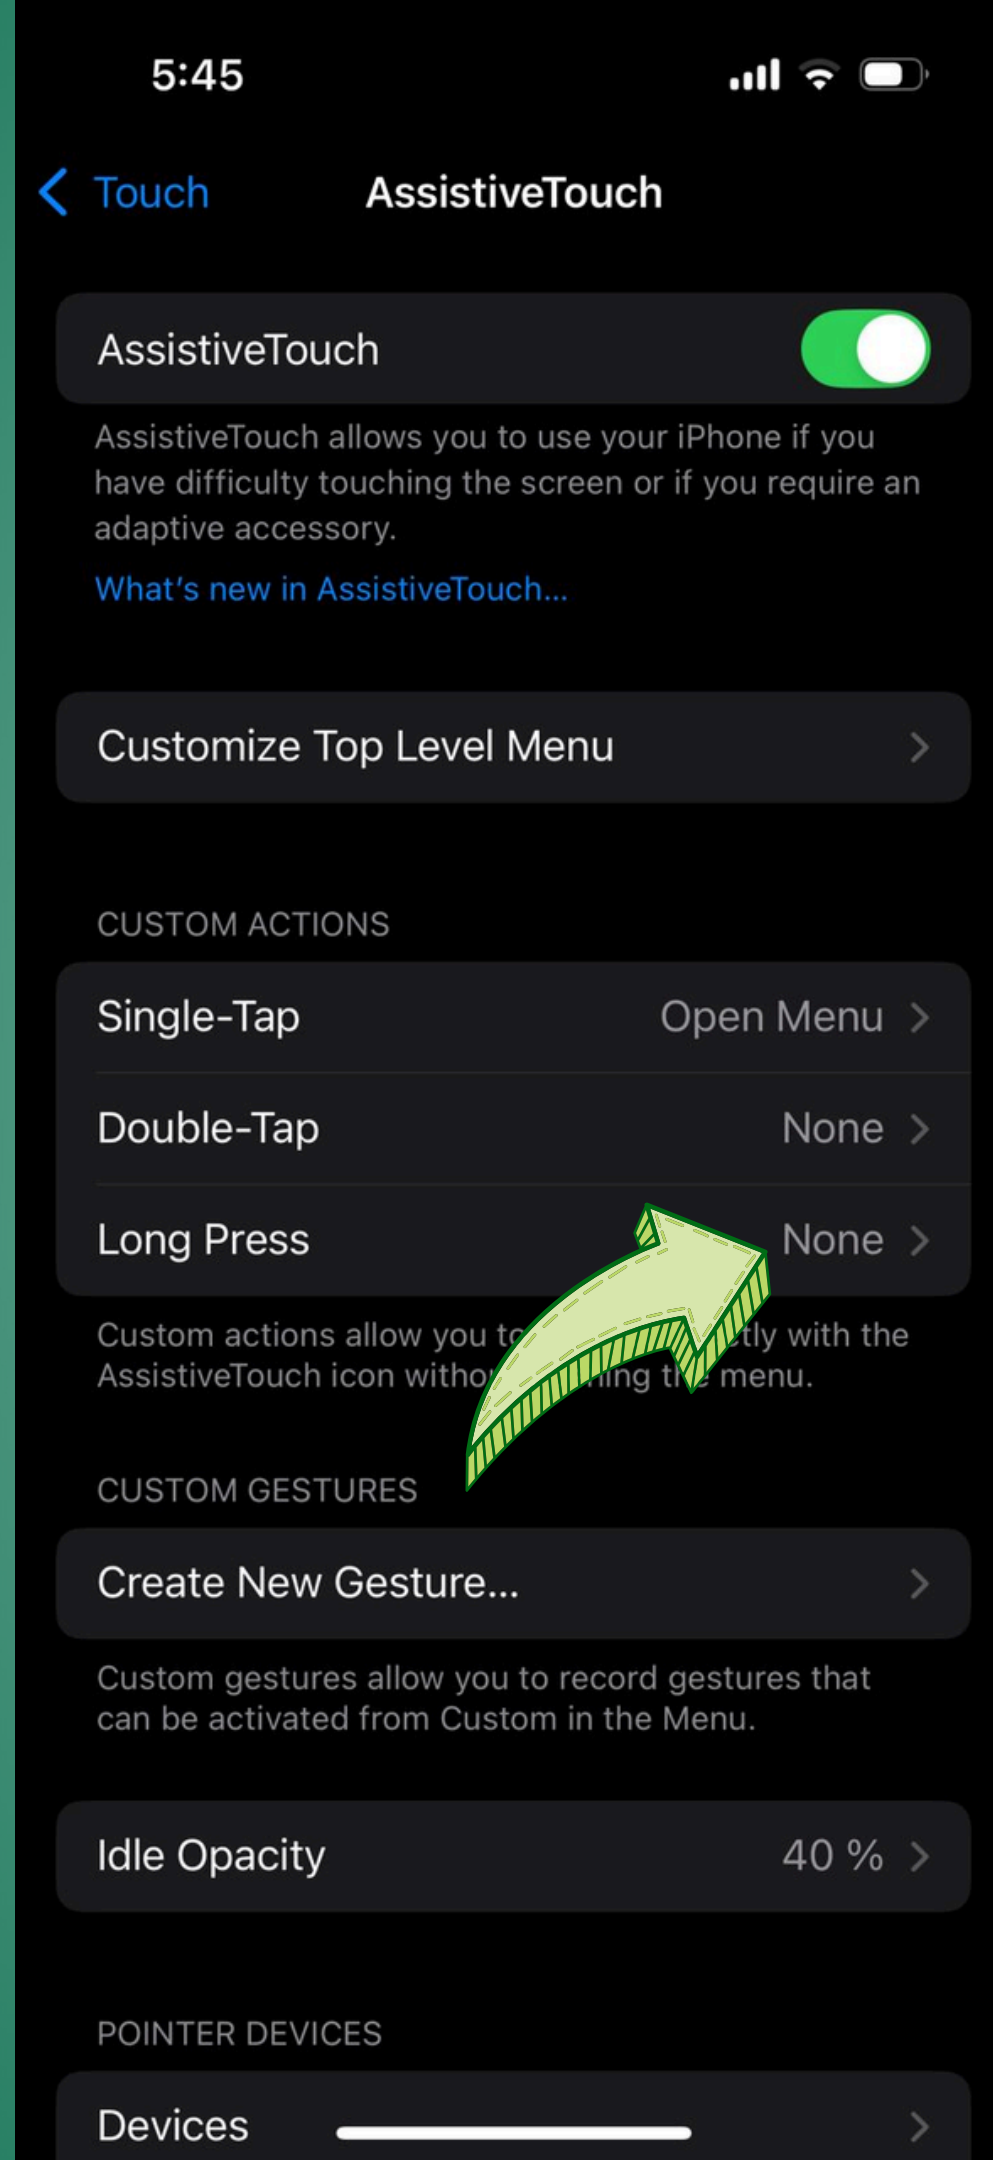 5:45
Touch
AssistiveTouch
AssistiveTouch
AssistiveTouch allows you to use your iPhone if you
have difficulty touching the screen or if you require an
adaptive accessory.
What's new in AssistiveTouch...
Customize Top Level Menu
CUSTOM ACTIONS
Single-Tap Open Menu
Double-Tap None
Long Press None
Custom actions allow you with the
AssistiveTouch icon menu.
CUSTOM GESTURES
Create New Gesture...
Custom gestures allow you to record gestures that
can be activated from Custom in the Menu.
Idle Opacity 40 %
POINTER DEVICES
Devices